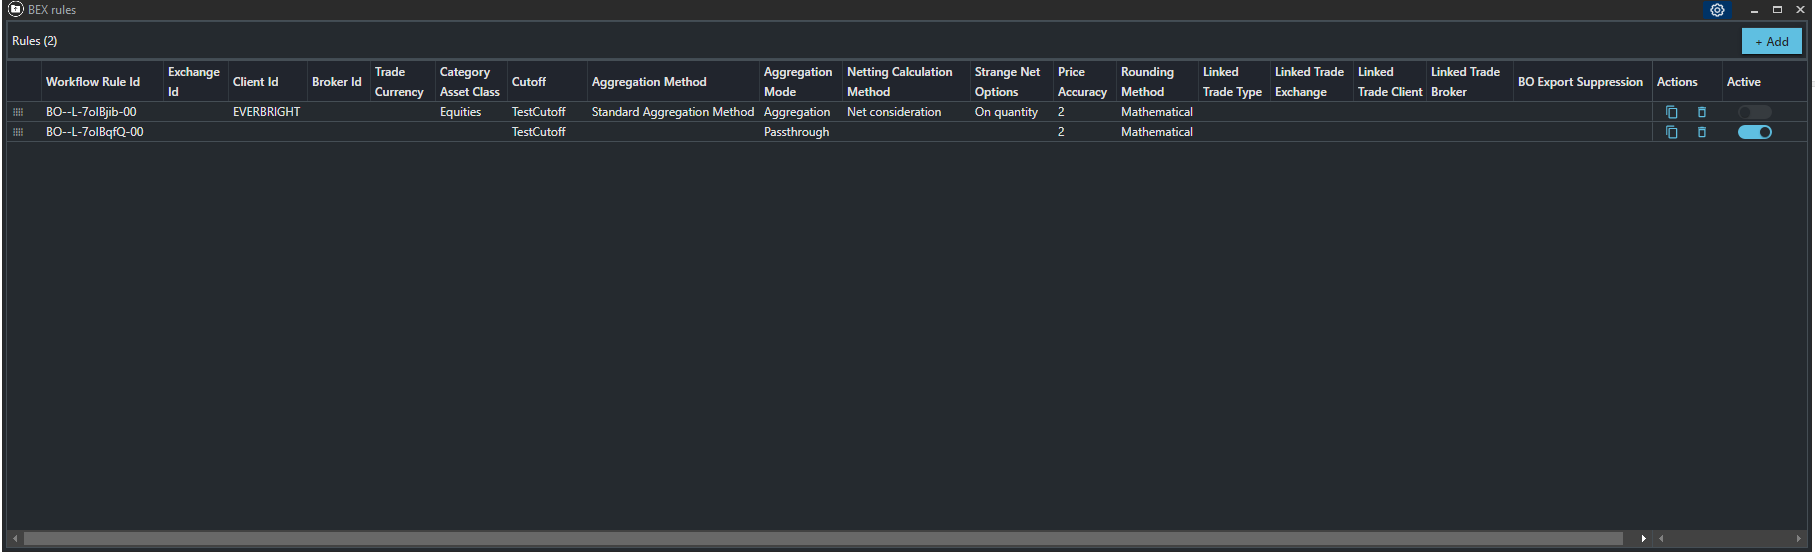 BEX rules
Rules (2)
+ Add
Workflow Rule Id Exchange Id Client Id Broker Id Trade Currency Category Asset Class Cutoff Aggregation Method Aggregation Mode Netting Calculation Method Strange Net Options Price Accuracy Rounding Method Linked Trade Type Linked Trade Exchange Linked Trade Client Linked Trade Broker BO Export Suppression Actions Active
BO--L-7oIBjib-00 EVERBRIGHT Equities TestCutoff Standard Aggregation Method Aggregation Net consideration On quantity 2 Mathematical
BO--L-7oIBqfQ-00 TestCutoff Passthrough 2 Mathematical